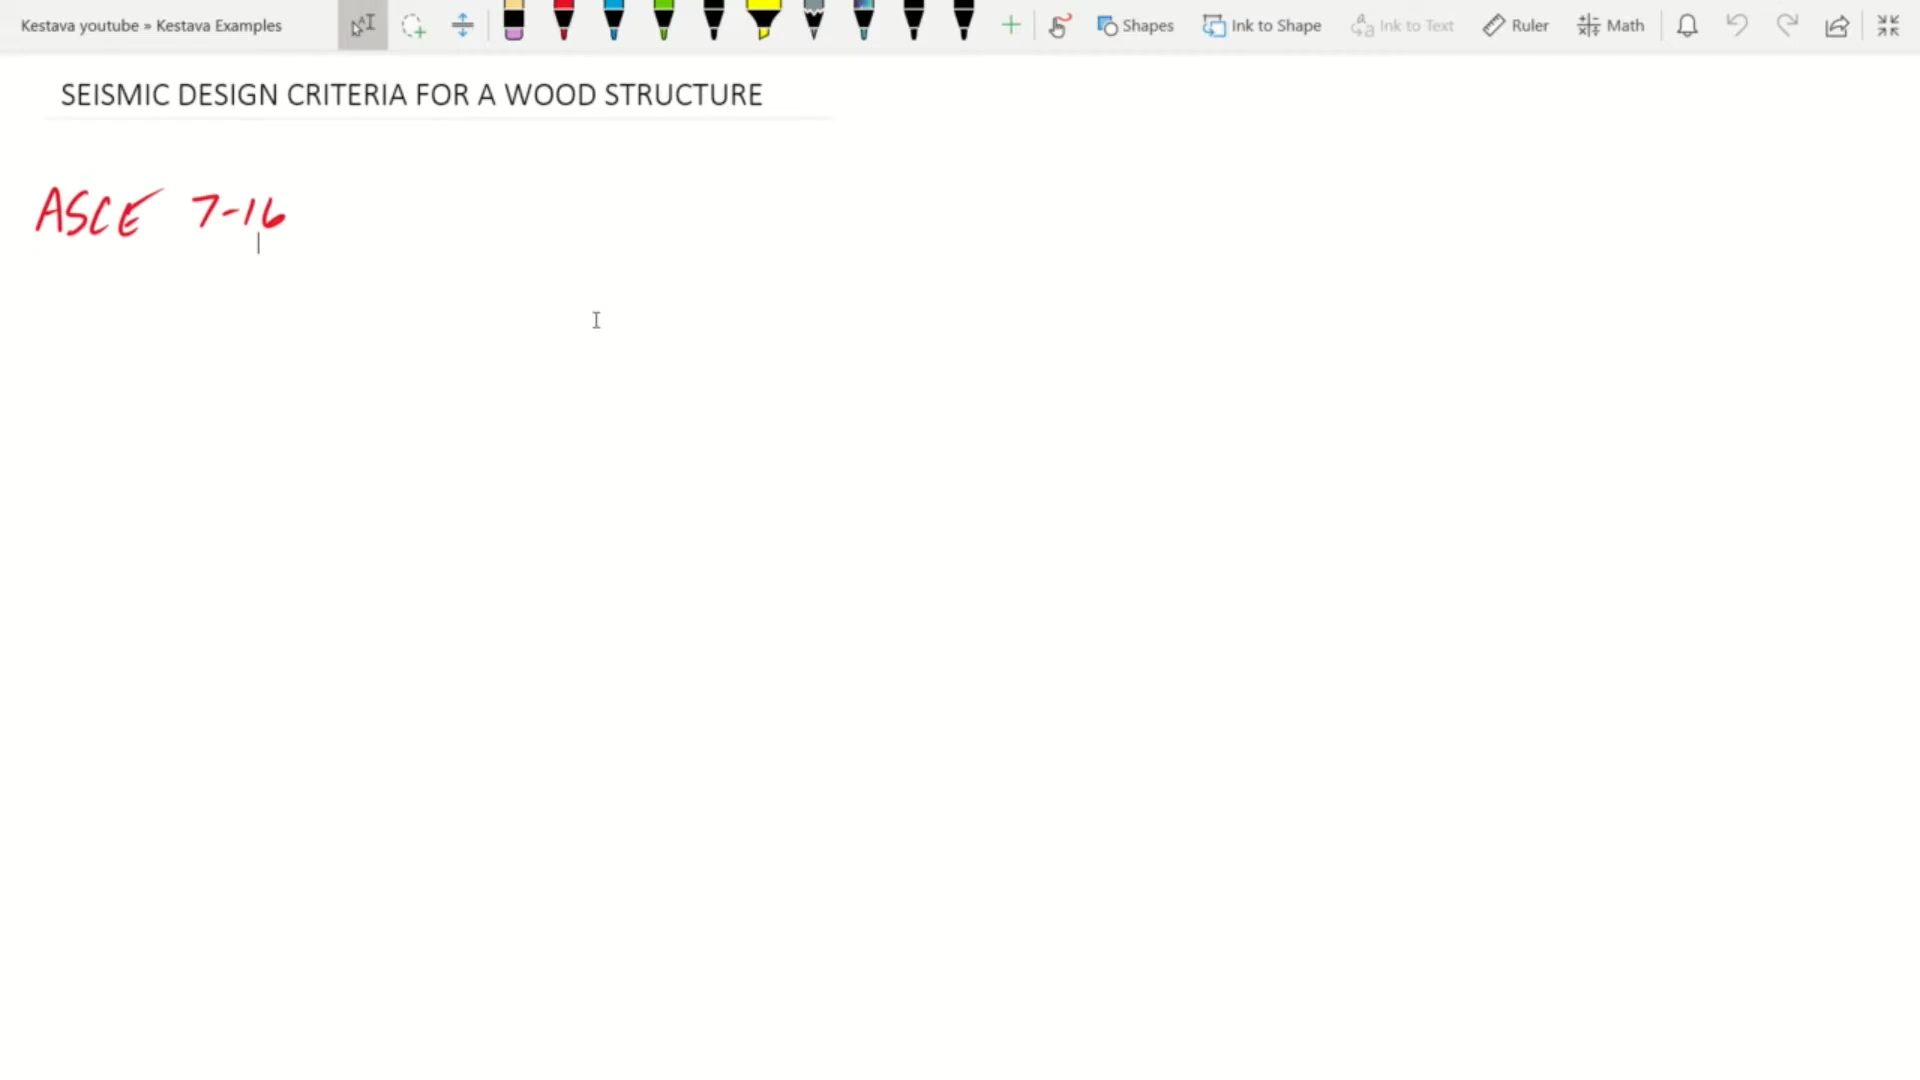 Kestava youtube » Kestava Examples Shapes Ink to Shape Ink to Text Ruler Math
SEISMIC DESIGN CRITERIA FOR A WOOD STRUCTURE
ASCE 7-16